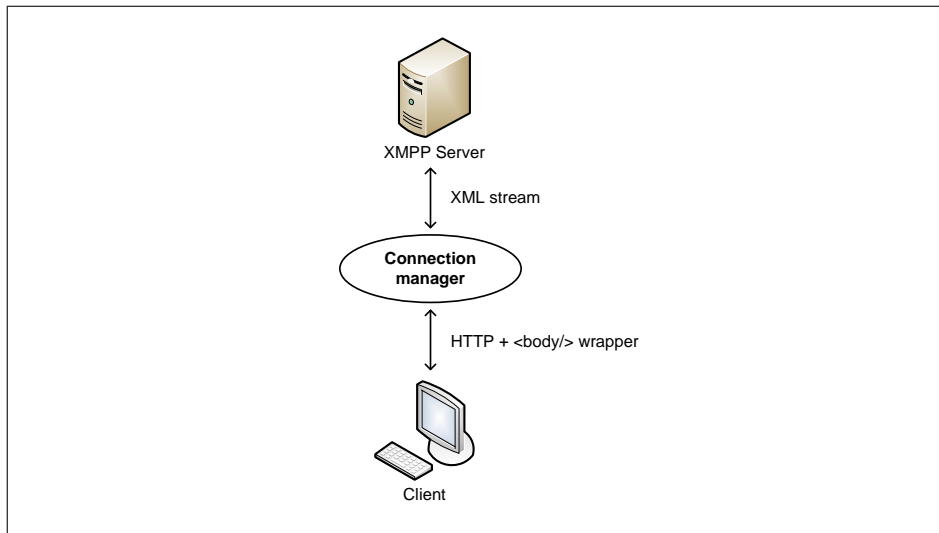 XMPP Server
XML stream
Connection
manager
HTTP + <body/> wrapper
Client